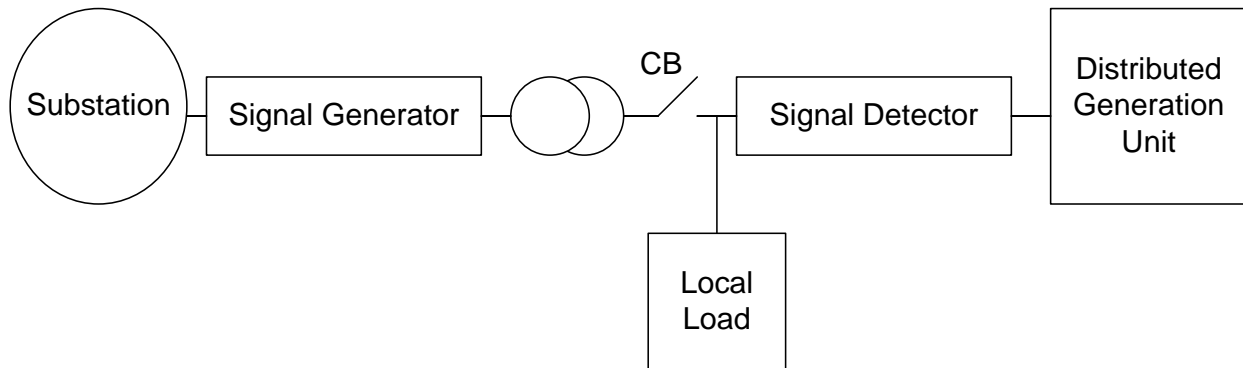 Substation
Signal Generator
CB
Signal Detector
Distributed
Generation
Unit
Local
Load